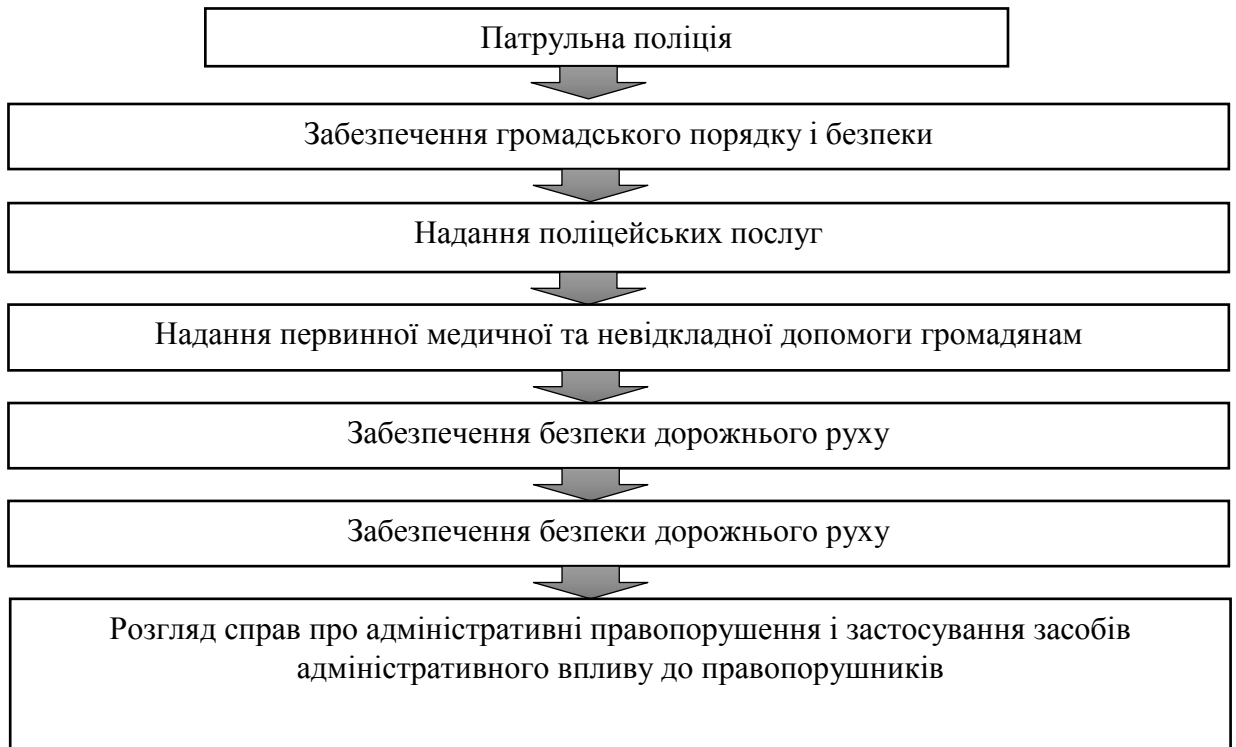 Патрульна поліція
Забезпечення громадського порядку і безпеки
Надання поліцейських послуг
Надання первинної медичної та невідкладної допомоги громадянам
Забезпечення безпеки дорожнього руху
Забезпечення безпеки дорожнього руху
Розгляд справ про адміністративні правопорушення і застосування засобів
адміністративного впливу до правопорушників